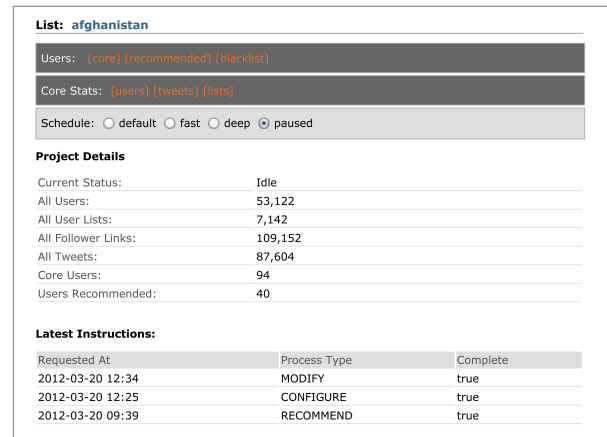 List: afghanistan
Users: [core] [recommended] [blacklist]
Core Stats: [users] [tweets] [lists]
Schedule: default fast deep paused
Project Details
Current Status: Idle
All Users: 53,122
All User Lists: 7,142
All Follower Links: 109,152
All Tweets: 87,604
Core Users: 94
Users Recommended: 40
Latest Instructions:
Requested At Process Type Complete
2012-03-20 12:34 MODIFY true
2012-03-20 12:25 CONFIGURE true
2012-03-20 09:39 RECOMMEND true